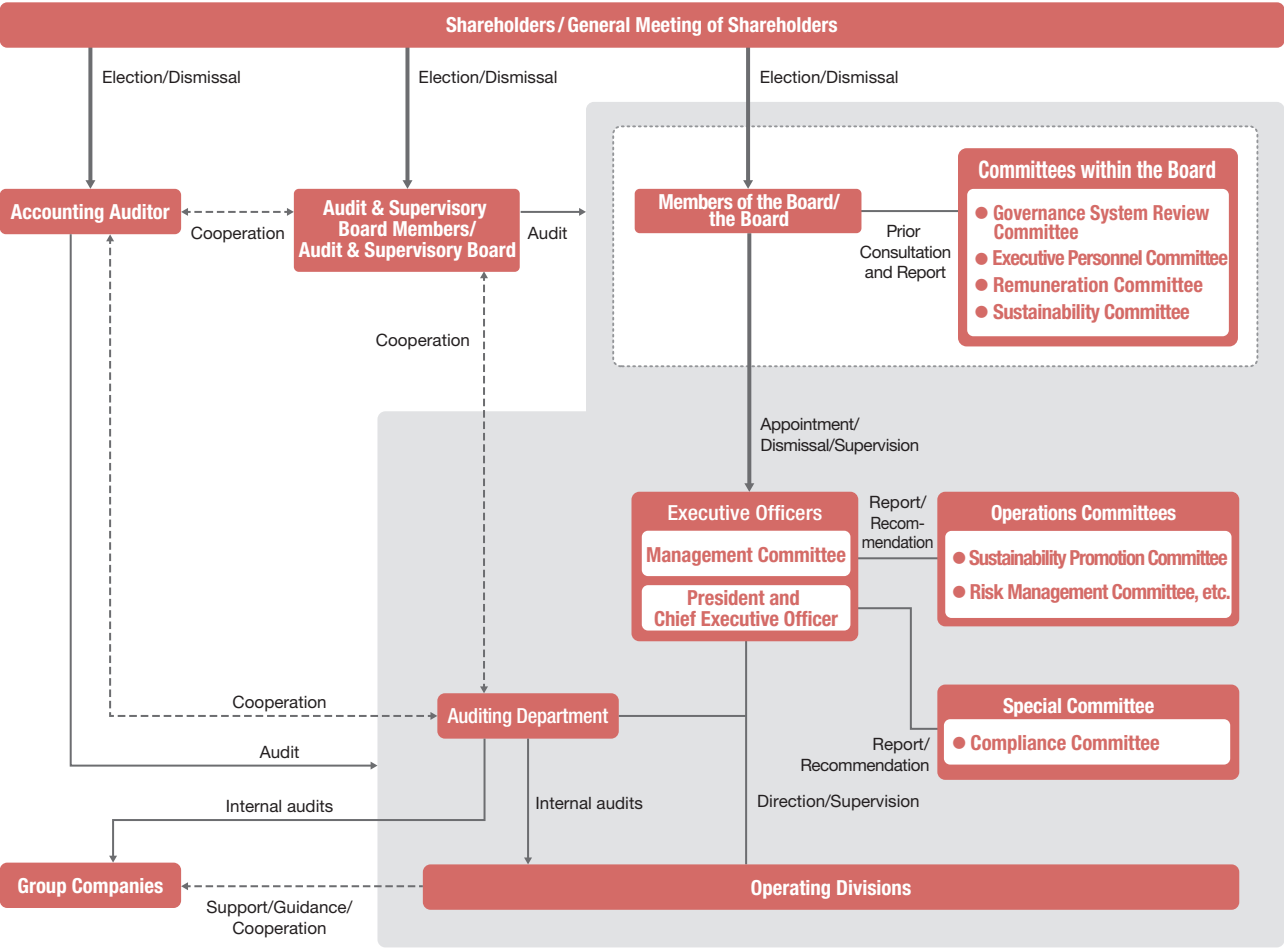 Shareholders / General Meeting of Shareholders
Election/Dismissal
Election/Dismissal
Election/Dismissal
Accounting Auditor
Cooperation
Audit & Supervisory
Board Members/
Audit & Supervisory Board
Audit
Members of the Board/
the Board
Prior
Consultation
and Report
Committees within the Board
● Governance System Review
Committee
● Executive Personnel Committee
● Remuneration Committee
● Sustainability Committee
Cooperation
Appointment/
Dismissal/Supervision
Executive Officers
Management Committee
President and
Chief Executive Officer
Report/
Recom-
mendation
Operations Committees
● Sustainability Promotion Committee
● Risk Management Committee, etc.
Cooperation
Auditing Department
Special Committee
● Compliance Committee
Report/
Recommendation
Audit
Internal audits
Internal audits
Direction/Supervision
Group Companies
Support/Guidance/
Cooperation
Operating Divisions